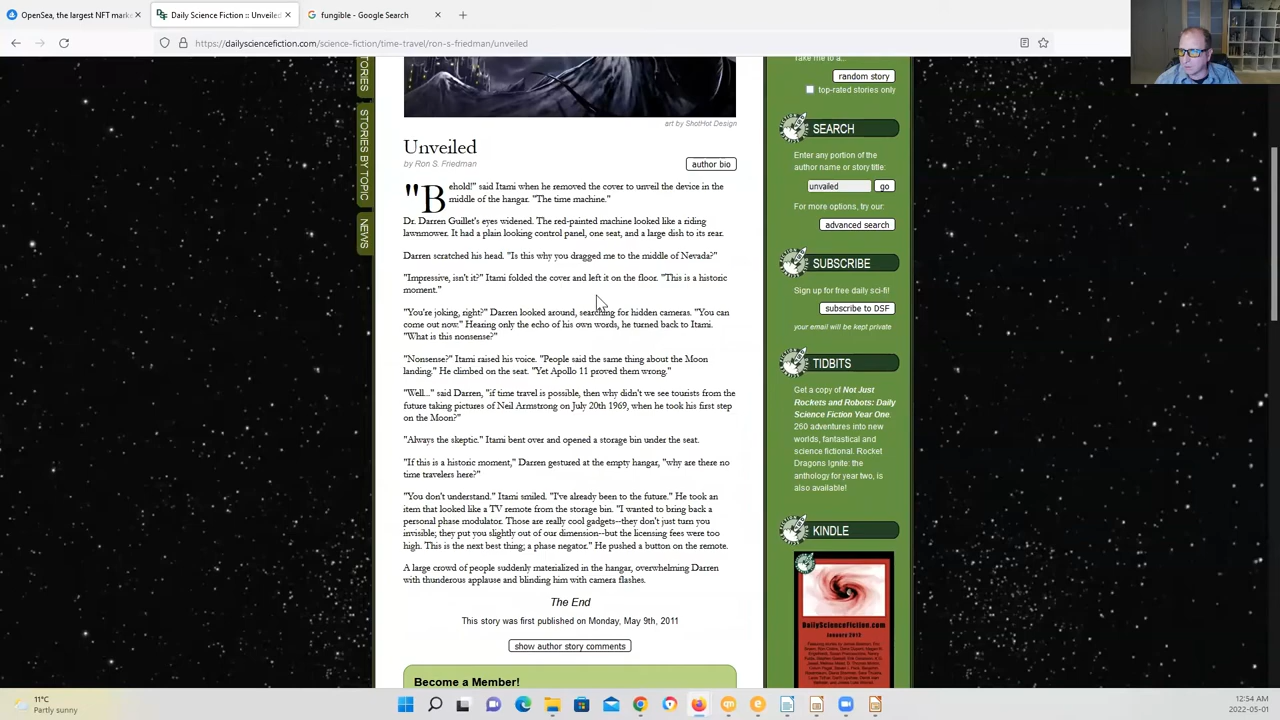 OpenSea, the largest NFT mark
Daily Science Fiction :: Unveiled
fungible - Google Search
https://dailysciencefiction.com/science-fiction/time-travel/ron-s-friedman/unveiled
STORIES BY TOPIC
NEWS
art by ShotHot Design
Unveiled
by Ron S. Friedman
author bio
"Behold!" said Itami when he removed the cover to unveil the device in the
middle of the hangar. "The time machine."
Dr. Darren Guillet's eyes widened. The red-painted machine looked like a riding
lawnmower. It had a plain looking control panel, one seat, and a large dish to its rear.
Darren scratched his head. "Is this why you dragged me to the middle of Nevada?"
"Impressive, isn't it?" Itami folded the cover and left it on the floor. "This is a historic
moment."
"You're joking, right?" Darren looked around, searching for hidden cameras. "You can
come out now." Hearing only the echo of his own words, he turned back to Itami.
"What is this nonsense?"
"Nonsense?" Itami raised his voice. "People said the same thing about the Moon
landing." He climbed on the seat. "Yet Apollo 11 proved them wrong."
"Well..." said Darren, "if time travel is possible, then why didn't we see tourists from the
future taking pictures of Neil Armstrong on July 20th 1969, when he took his first step
on the Moon?"
"Always the skeptic." Itami bent over and opened a storage bin under the seat.
"If this is a historic moment," Darren gestured at the empty hangar, "why are there no
time travelers here?"
"You don't understand." Itami smiled. "I've already been to the future." He took an
item that looked like a TV remote from the storage bin. "I wanted to bring back a
personal phase modulator. Those are really cool gadgets--they don't just turn you
invisible; they put you slightly out of our dimension--but the licensing fees were too
high. This is the next best thing; a phase negator." He pushed a button on the remote.
A large crowd of people suddenly materialized in the hangar, overwhelming Darren
with thunderous applause and blinding him with camera flashes.
The End
This story was first published on Monday, May 9th, 2011
show author story comments
Become a Member!
Take me to a...
random story
top-rated stories only
SEARCH
Enter any portion of the
author name or story title:
unvailed
go
For more options, try our:
advanced search
SUBSCRIBE
Sign up for free daily sci-fi!
subscribe to DSF
your email will be kept private
TIDBITS
Get a copy of Not Just
Rockets and Robots: Daily
Science Fiction Year One.
260 adventures into new
worlds, fantastical and
science fictional. Rocket
Dragons Ignite: the
anthology for year two, is
also available!
KINDLE
DailyScienceFiction.com
January 2012
11°C
Partly sunny
12:54 AM
2022-05-01